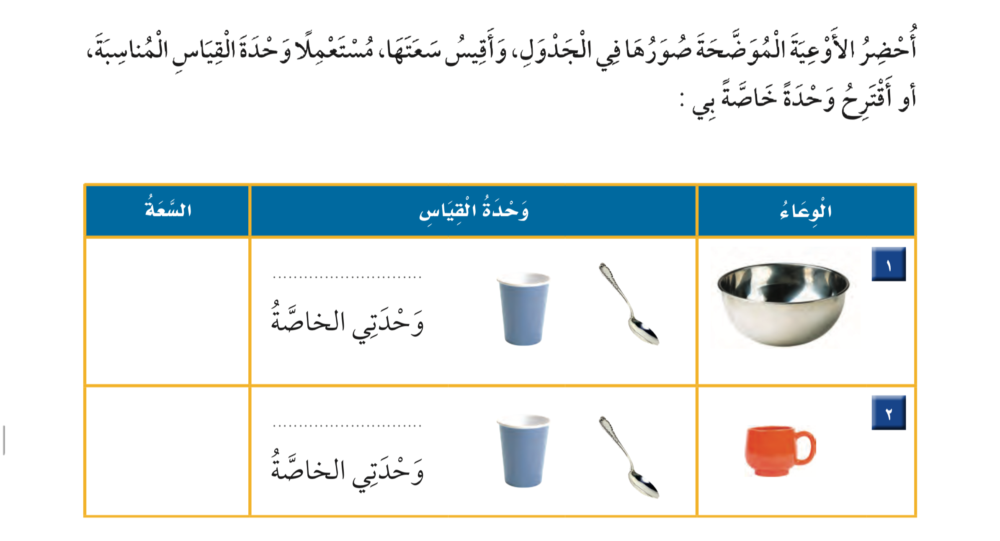 أُحْضِرُ الأَوْعِيَةَ الْمُوَضَّحَةَ صُوَرُهَا فِي الْجَدْوَلِ، وَأَقِيسُ سَعَتَهَا، مُسْتَعْمِلًا وَحْدَةَ الْقِيَاسِ الْمُناسِبَةَ،
أو أَقْتَرِحُ وَحْدَةً خَاصَّةً بِي :
الْوِعَاءُ وَحْدَةُ الْقِيَاسِ السَّعَةُ
١
..............................
وَحْدَتِي الخاصَّةُ
٢
..............................
وَحْدَتِي الخاصَّةُ